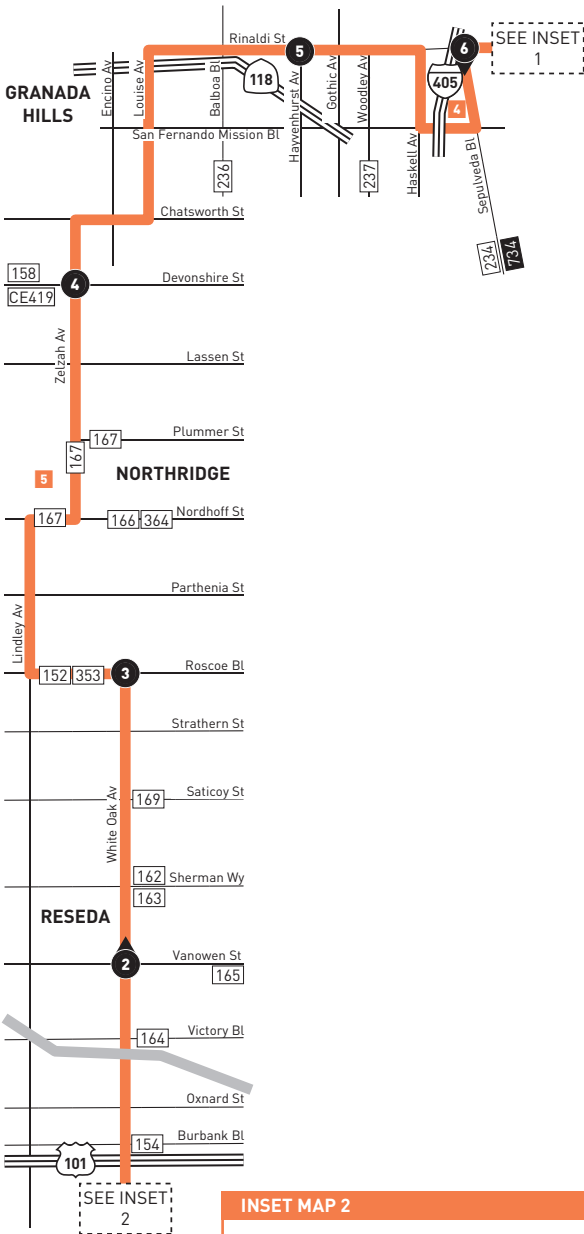 Rinaldi St
5
6
SEE INSET
1
GRANADA
HILLS
Encino Av
Louise Av
Balboa Bl
118
Hayvenhurst Av
Gothic Av
Woodley Av
405
4
San Fernando Mission Bl
236
237
Haskell Av
Sepulveda Bl
234
734
Chatsworth St
158
CE419
4
Devonshire St
Zelzah Av
Lassen St
167
Plummer St
167
5
NORTHRIDGE
167
166
364
Nordhoff St
Parthenia St
Lindley Av
152
353
3
Roscoe Bl
Strathern St
White Oak Av
169
Saticoy St
162
Sherman Wy
163
RESEDA
2
Vanowen St
165
164
Victory Bl
Oxnard St
154
Burbank Bl
101
SEE INSET
2
INSET MAP 2